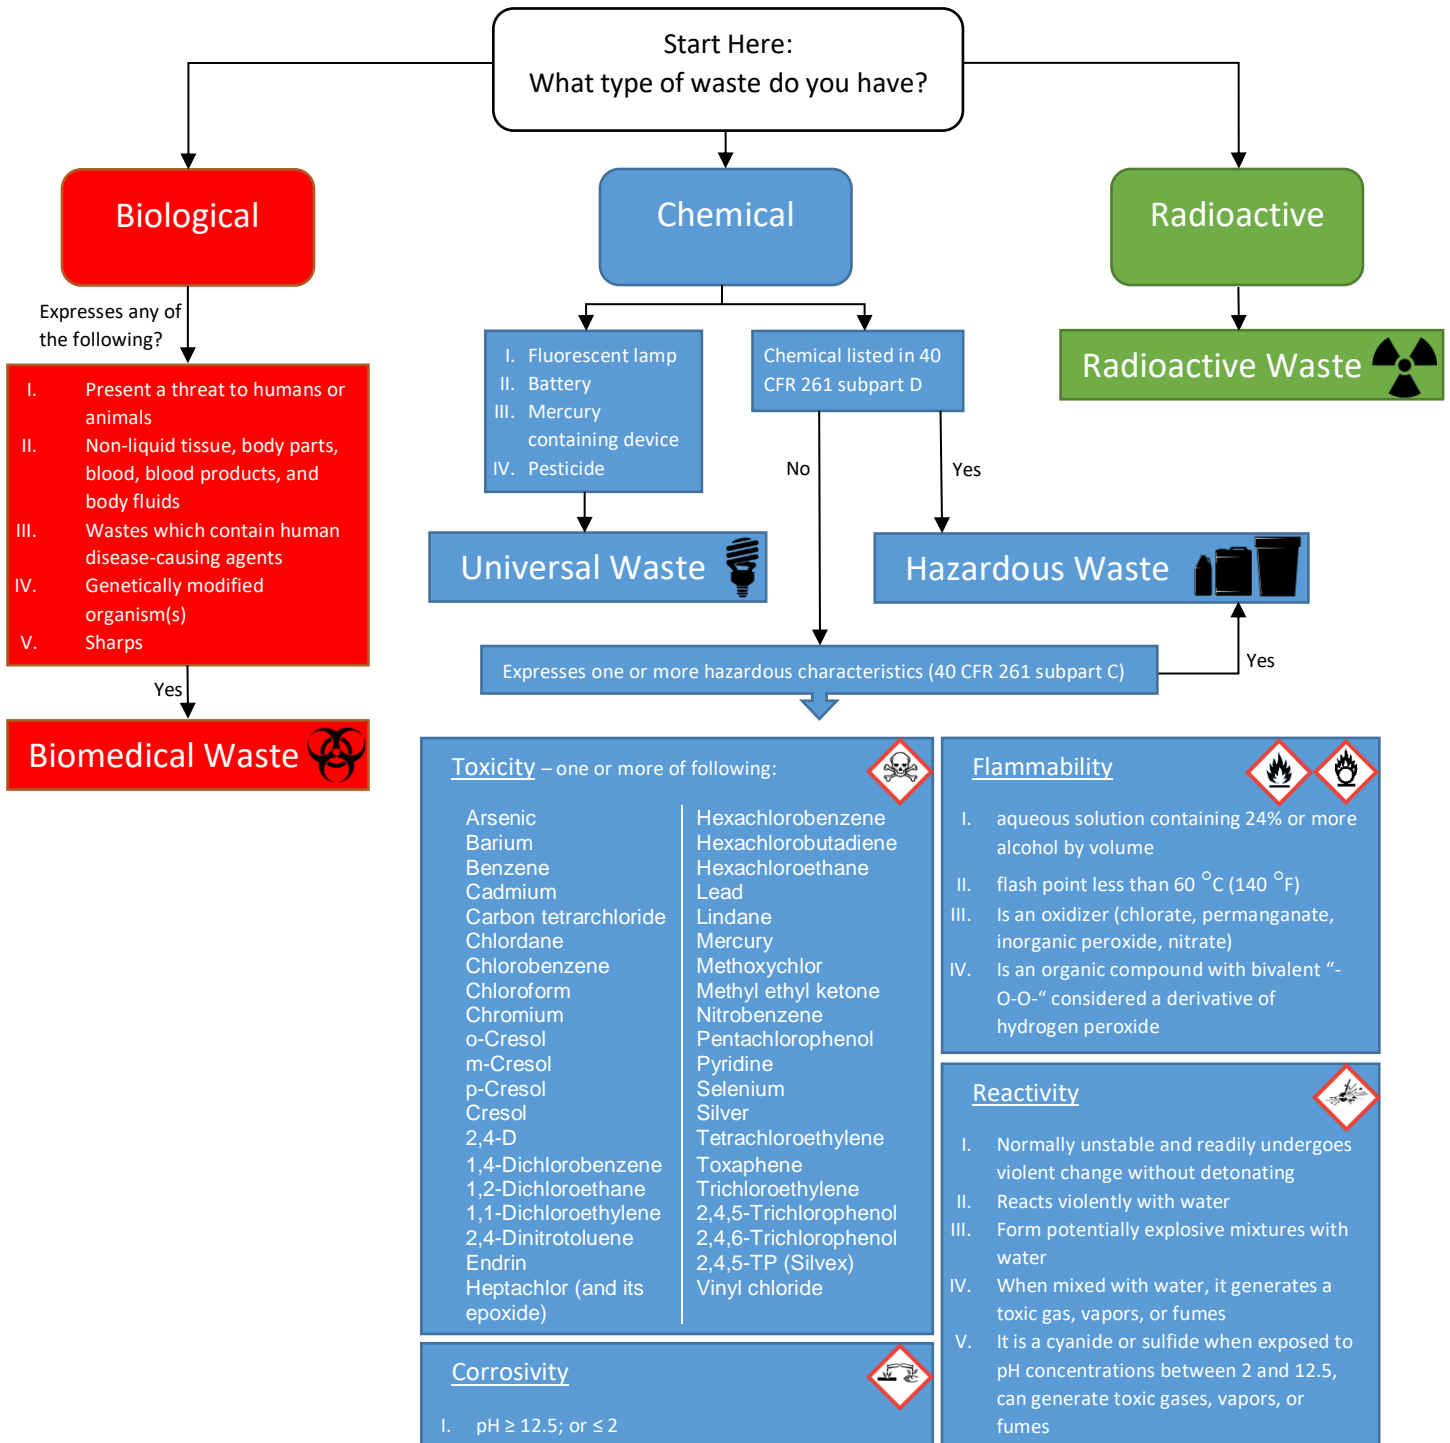 Start Here:
What type of waste do you have?
Biological
Chemical
Radioactive
Expresses any of
the following?
I. Present a threat to humans or
animals
II. Non-liquid tissue, body parts,
blood, blood products, and
body fluids
III. Wastes which contain human
disease-causing agents
IV. Genetically modified
organism(s)
V. Sharps
Yes
Biomedical Waste
I. Fluorescent lamp
II. Battery
III. Mercury
containing device
IV. Pesticide
Universal Waste
Chemical listed in 40
CFR 261 subpart D
No
Yes
Hazardous Waste
Radioactive Waste
Expresses one or more hazardous characteristics (40 CFR 261 subpart C)
Yes
Toxicity – one or more of following:
Arsenic
Barium
Benzene
Cadmium
Carbon tetrarchloride
Chlordane
Chlorobenzene
Chloroform
Chromium
o-Cresol
m-Cresol
p-Cresol
Cresol
2,4-D
1,4-Dichlorobenzene
1,2-Dichloroethane
1,1-Dichloroethylene
2,4-Dinitrotoluene
Endrin
Heptachlor (and its
epoxide)
Hexachlorobenzene
Hexachlorobutadiene
Hexachloroethane
Lead
Lindane
Mercury
Methoxychlor
Methyl ethyl ketone
Nitrobenzene
Pentachlorophenol
Pyridine
Selenium
Silver
Tetrachloroethylene
Toxaphene
Trichloroethylene
2,4,5-Trichlorophenol
2,4,6-Trichlorophenol
2,4,5-TP (Silvex)
Vinyl chloride
Flammability
I. aqueous solution containing 24% or more
alcohol by volume
II. flash point less than 60 °C (140 °F)
III. Is an oxidizer (chlorate, permanganate,
inorganic peroxide, nitrate)
IV. Is an organic compound with bivalent “-
O-O-“ considered a derivative of
hydrogen peroxide
Reactivity
I. Normally unstable and readily undergoes
violent change without detonating
II. Reacts violently with water
III. Form potentially explosive mixtures with
water
IV. When mixed with water, it generates a
toxic gas, vapors, or fumes
V. It is a cyanide or sulfide when exposed to
pH concentrations between 2 and 12.5,
can generate toxic gases, vapors, or
fumes
Corrosivity
I. pH ≥ 12.5; or ≤ 2